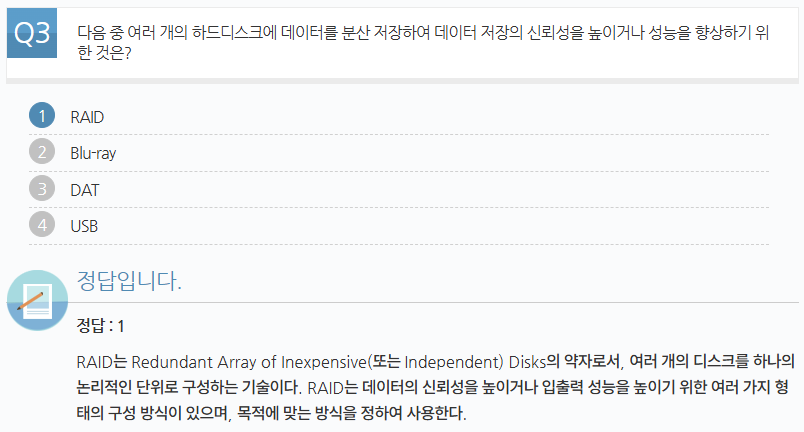 Q3 다음 중 여러 개의 하드디스크에 데이터를 분산 저장하여 데이터 저장의 신뢰성을 높이거나 성능을 향상하기 위
한 것은?
1 RAID
2 Blu-ray
3 DAT
4 USB
정답입니다.
정답 : 1
RAID는 Redundant Array of Inexpensive(또는 Independent) Disks의 약자로서, 여러 개의 디스크를 하나의
논리적인 단위로 구성하는 기술이다. RAID는 데이터의 신뢰성을 높이거나 입출력 성능을 높이기 위한 여러 가지 형
태의 구성 방식이 있으며, 목적에 맞는 방식을 정하여 사용한다.